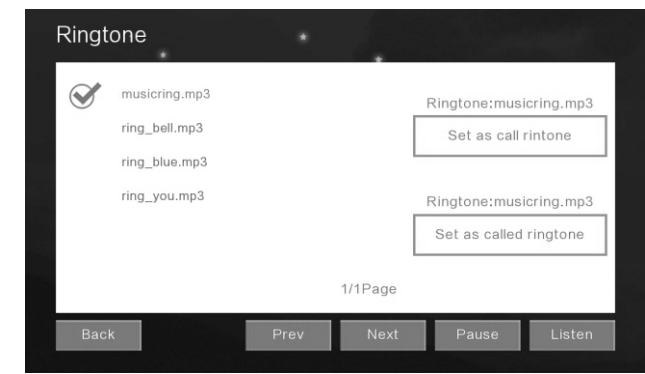 Ringtone
musicring.mp3
ring_bell.mp3
ring_blue.mp3
ring_you.mp3
Ringtone:musicring.mp3
Set as call rintone
Ringtone:musicring.mp3
Set as called ringtone
1/1Page
Back
Prev
Next
Pause
Listen